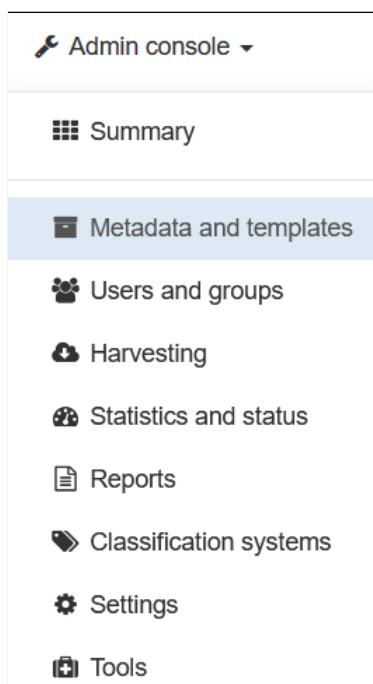 Admin console
Summary
Metadata and templates
Users and groups
Harvesting
Statistics and status
Reports
Classification systems
Settings
Tools